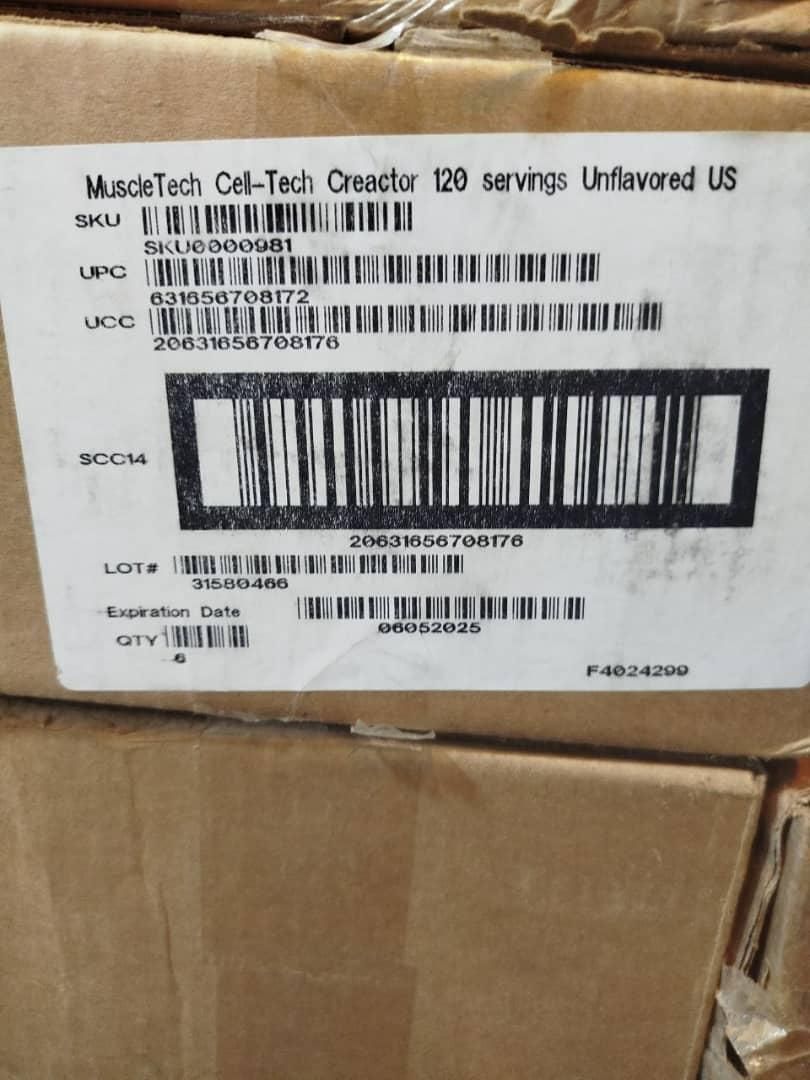 MuscleTech Cell-Tech Creactor 120 servings Unflavored US
SKU
SKU0000981
UPC
631656708172
UCC
20631656708176
SCC14
20631656708176
LOT#
31580466
Expiration Date
06052025
QTY
6
F4024299